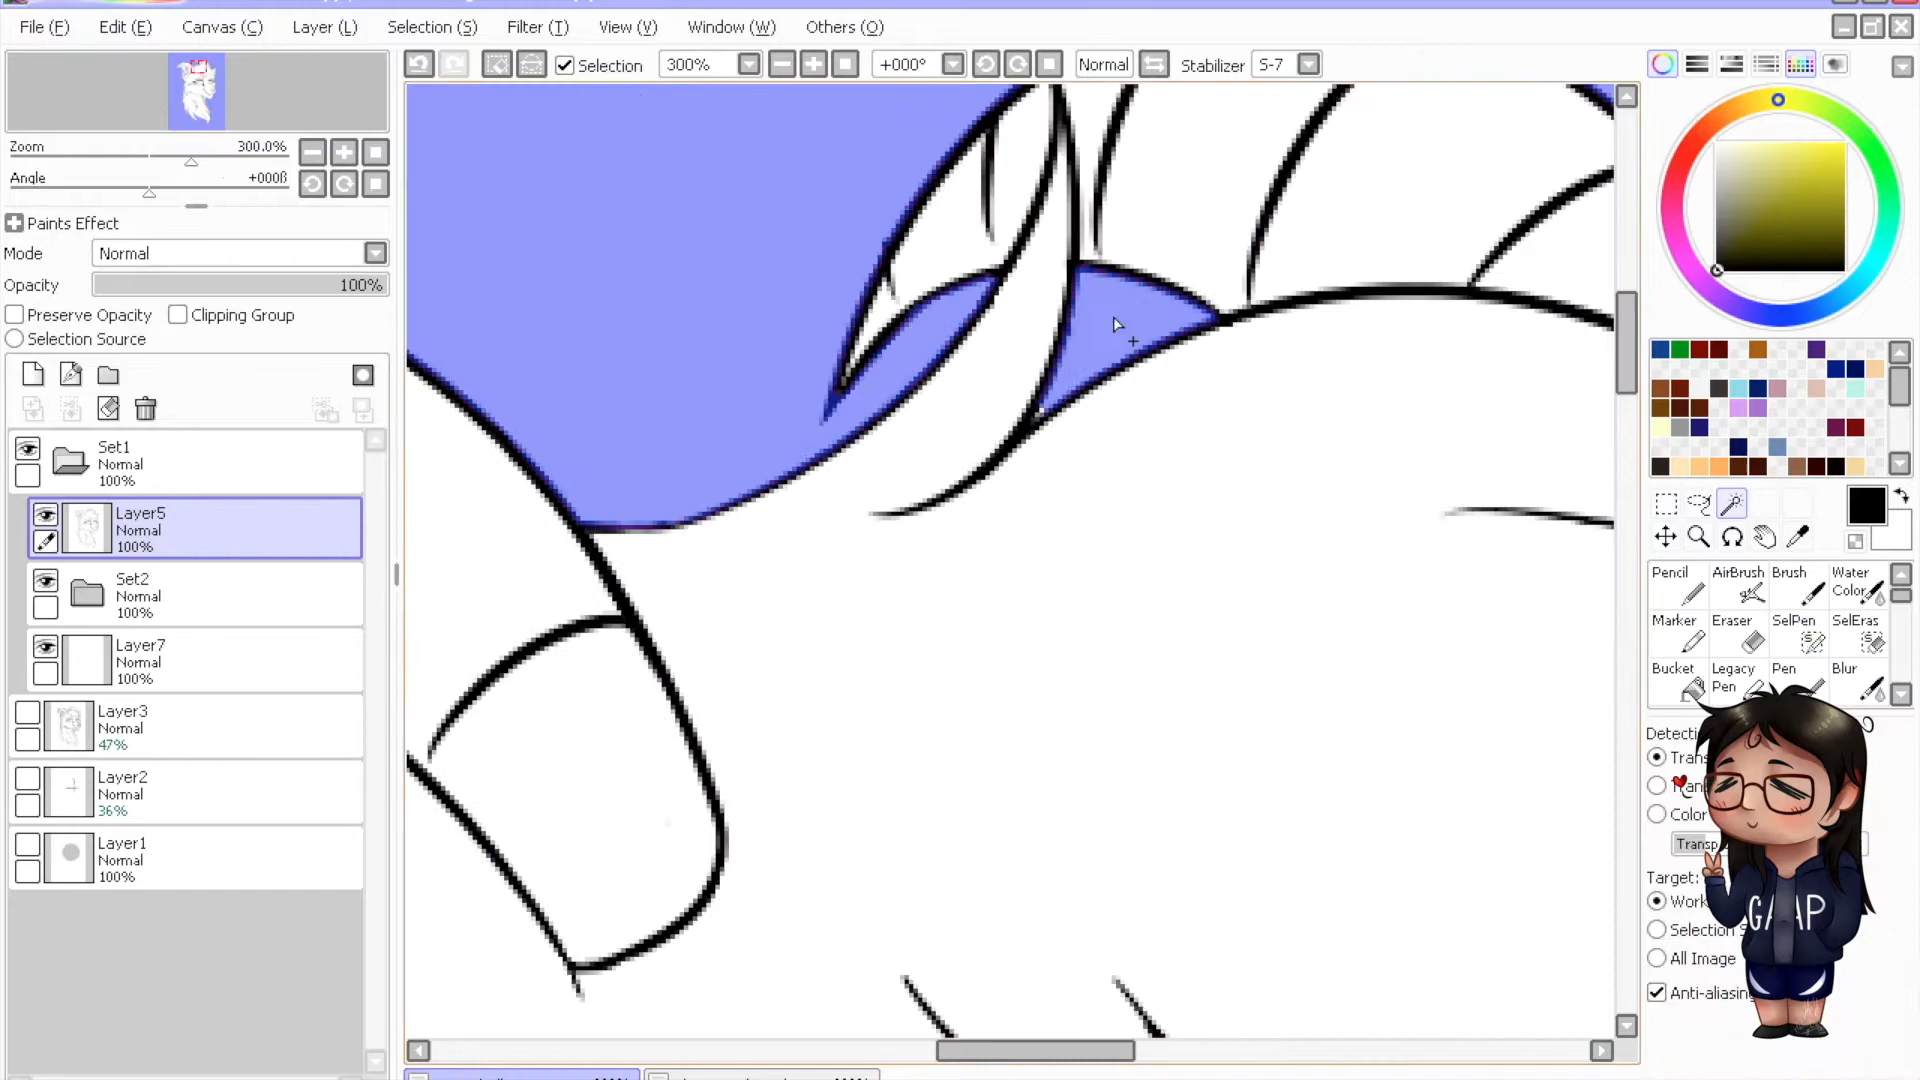 File (F) Edit (E) Canvas (C) Layer (L) Selection (S) Filter (T) View (V) Window (W) Others (O)
Selection 300% +000° Normal Stabilizer S-7
Zoom 300.0%
Angle +000ß
Paints Effect
Mode Normal
Opacity 100%
Preserve Opacity Clipping Group
Selection Source
Set1
Normal
100%
Layer5
Normal
100%
Set2
Normal
100%
Layer7
Normal
100%
Layer3
Normal
47%
Layer2
Normal
36%
Layer1
Normal
100%
Pencil AirBrush Brush Water Color
Marker Eraser SelPen SelEras
Bucket Legacy Pen Pen Blur
Detecti
Trans
Tran
Color
Transp
Target:
Work
Selection S
All Image
Anti-aliasing
GAAP